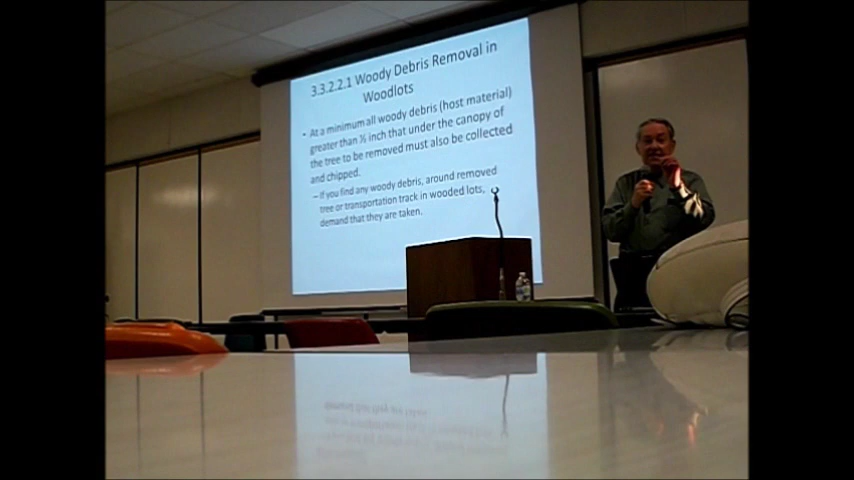 3.3.2.2.1 Woody Debris Removal in
Woodlots
• At a minimum all woody debris (host material)
greater than ½ inch that under the canopy of
the tree to be removed must also be collected
and chipped.
– If you find any woody debris, around removed
tree or transportation track in wooded lots,
demand that they are taken.